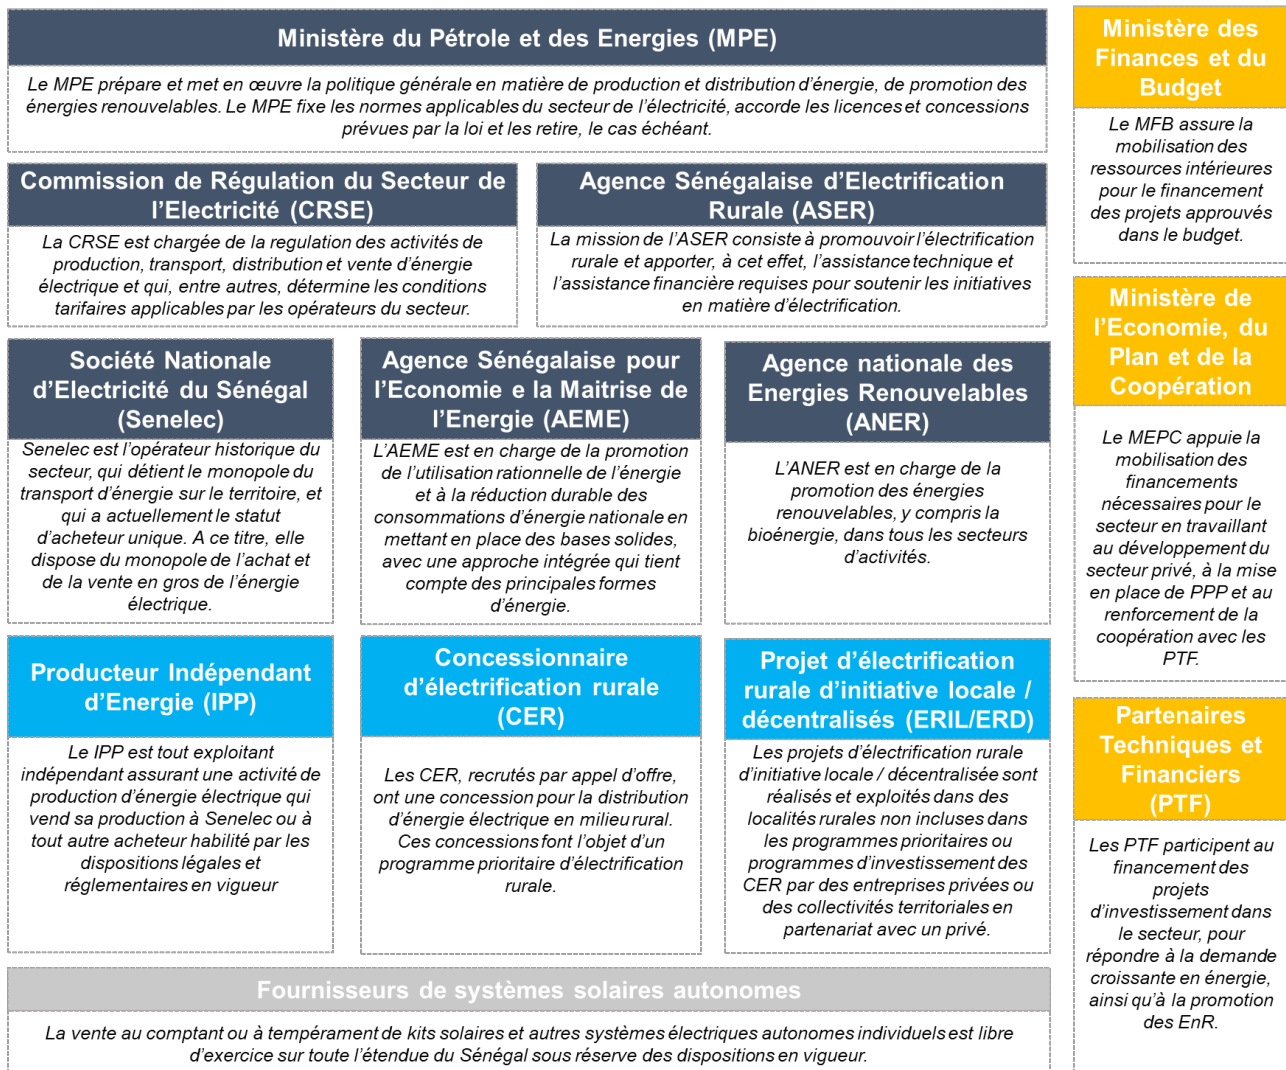 Ministère du Pétrole et des Energies (MPE)
Le MPE prépare et met en œuvre la politique générale en matière de production et distribution d’énergie, de promotion des
énergies renouvelables. Le MPE fixe les normes applicables du secteur de l’électricité, accorde les licences et concessions
prévues par la loi et les retire, le cas échéant.
Commission de Régulation du Secteur de
l’Electricité (CRSE)
La CRSE est chargée de la regulation des activités de
production, transport, distribution et vente d’énergie
électrique et qui, entre autres, détermine les conditions
tarifaires applicables par les opérateurs du secteur.
Agence Sénégalaise d’Electrification
Rurale (ASER)
La mission de l’ASER consiste à promouvoir l’électrification
rurale et apporter, à cet effet, l’assistance technique et
l’assistance financière requises pour soutenir les initiatives
en matière d’électrification.
Société Nationale
d’Electricité du Sénégal
(Senelec)
Senelec est l’opérateur historique du
secteur, qui détient le monopole du
transport d’énergie sur le territoire, et
qui a actuellement le statut
d’acheteur unique. A ce titre, elle
dispose du monopole de l’achat et
de la vente en gros de l’énergie
électrique.
Agence Sénégalaise pour
l’Economie e la Maitrise de
l’Energie (AEME)
L’AEME est en charge de la promotion
de l’utilisation rationnelle de l’énergie
et à la réduction durable des
consommations d’énergie nationale en
mettant en place des bases solides,
avec une approche intégrée qui tient
compte des principales formes
d’énergie.
Agence nationale des
Energies Renouvelables
(ANER)
L’ANER est en charge de la
promotion des énergies
renouvelables, y compris la
bioénergie, dans tous les secteurs
d’activités.
Producteur Indépendant
d’Energie (IPP)
Le IPP est tout exploitant
indépendant assurant une activité de
production d’énergie électrique qui
vend sa production à Senelec ou à
tout autre acheteur habilité par les
dispositions légales et
réglementaires en vigueur
Concessionnaire
d’électrification rurale
(CER)
Les CER, recrutés par appel d’offre,
ont une concession pour la distribution
d’énergie électrique en milieu rural.
Ces concessions font l’objet d’un
programme prioritaire d’électrification
rurale.
Projet d’électrification
rurale d’initiative locale /
décentralisés (ERIL/ERD)
Les projets d’électrification rurale
d’initiative locale / décentralisée sont
réalisés et exploités dans des
localités rurales non incluses dans
les programmes prioritaires ou
programmes d’investissement des
CER par des entreprises privées ou
des collectivités territoriales en
partenariat avec un privé.
Fournisseurs de systèmes solaires autonomes
La vente au comptant ou à tempérament de kits solaires et autres systèmes électriques autonomes individuels est libre
d’exercice sur toute l’étendue du Sénégal sous réserve des dispositions en vigueur.
Ministère des
Finances et du
Budget
Le MFB assure la
mobilisation des
ressources intérieures
pour le financement
des projets approuvés
dans le budget.
Ministère de
l’Economie, du
Plan et de la
Coopération
Le MEPC appuie la
mobilisation des
financements
nécessaires pour le
secteur en travaillant
au développement du
secteur privé, à la mise
en place de PPP et au
renforcement de la
coopération avec les
PTF.
Partenaires
Techniques et
Financiers
(PTF)
Les PTF participent au
financement des
projets
d’investissement dans
le secteur, pour
répondre à la demande
croissante en énergie,
ainsi qu’à la promotion
des EnR.